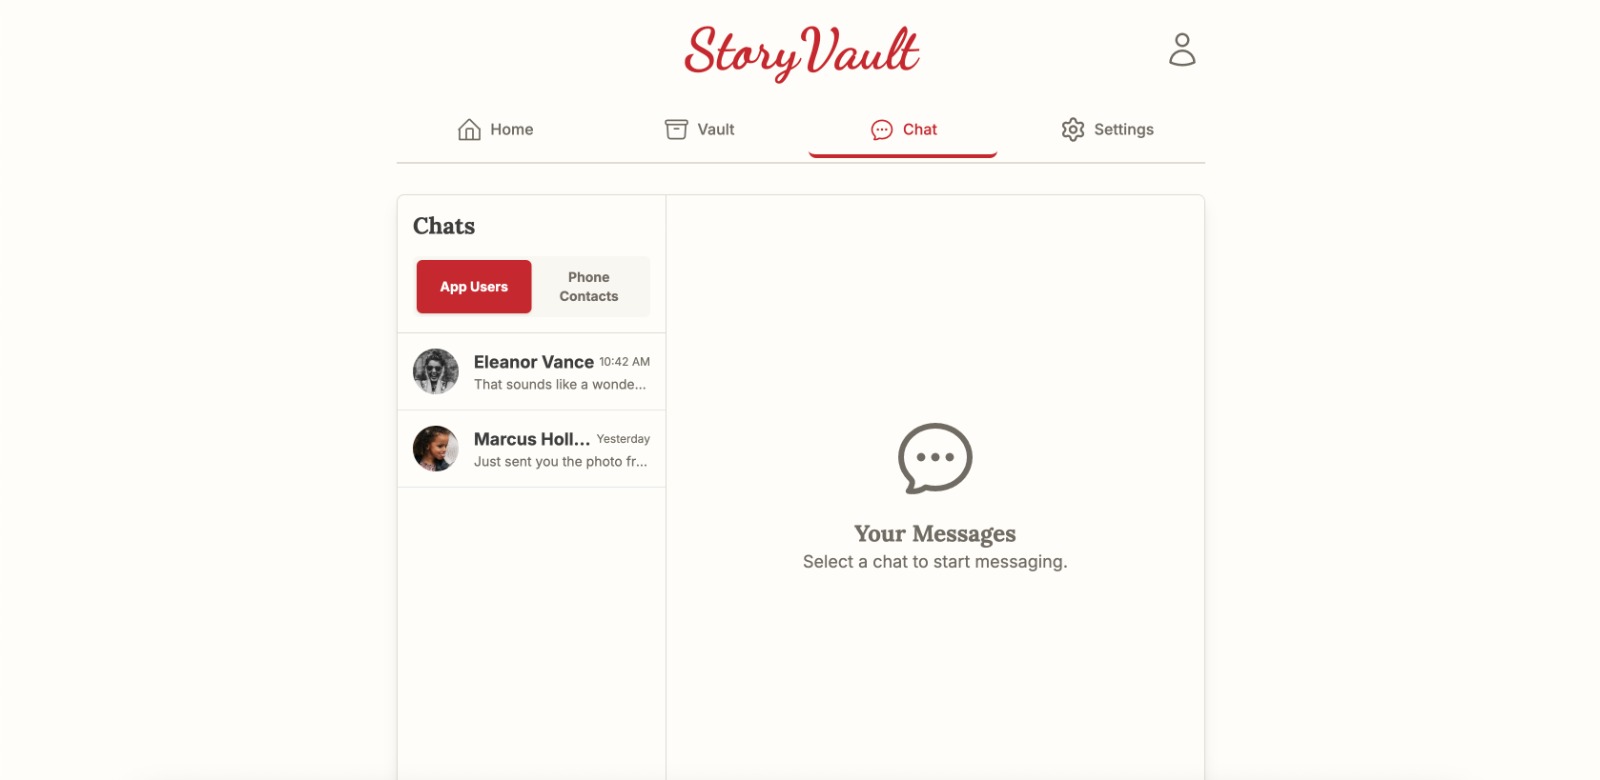 StoryVault
Home
Vault
Chat
Settings
Chats
App Users
Phone
Contacts
Eleanor Vance 10:42 AM
That sounds like a wonde...
Marcus Holl... Yesterday
Just sent you the photo fr...
Your Messages
Select a chat to start messaging.